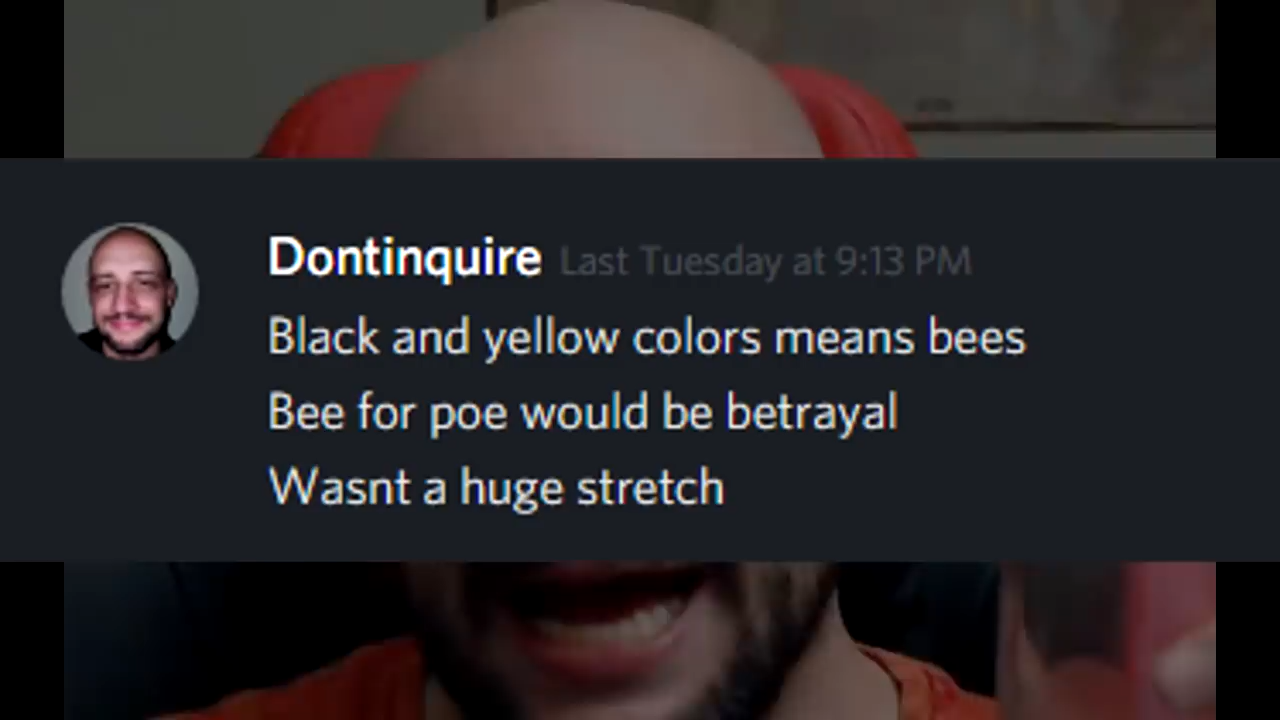 Dontinquire Last Tuesday at 9:13 PM
Black and yellow colors means bees
Bee for poe would be betrayal
Wasnt a huge stretch